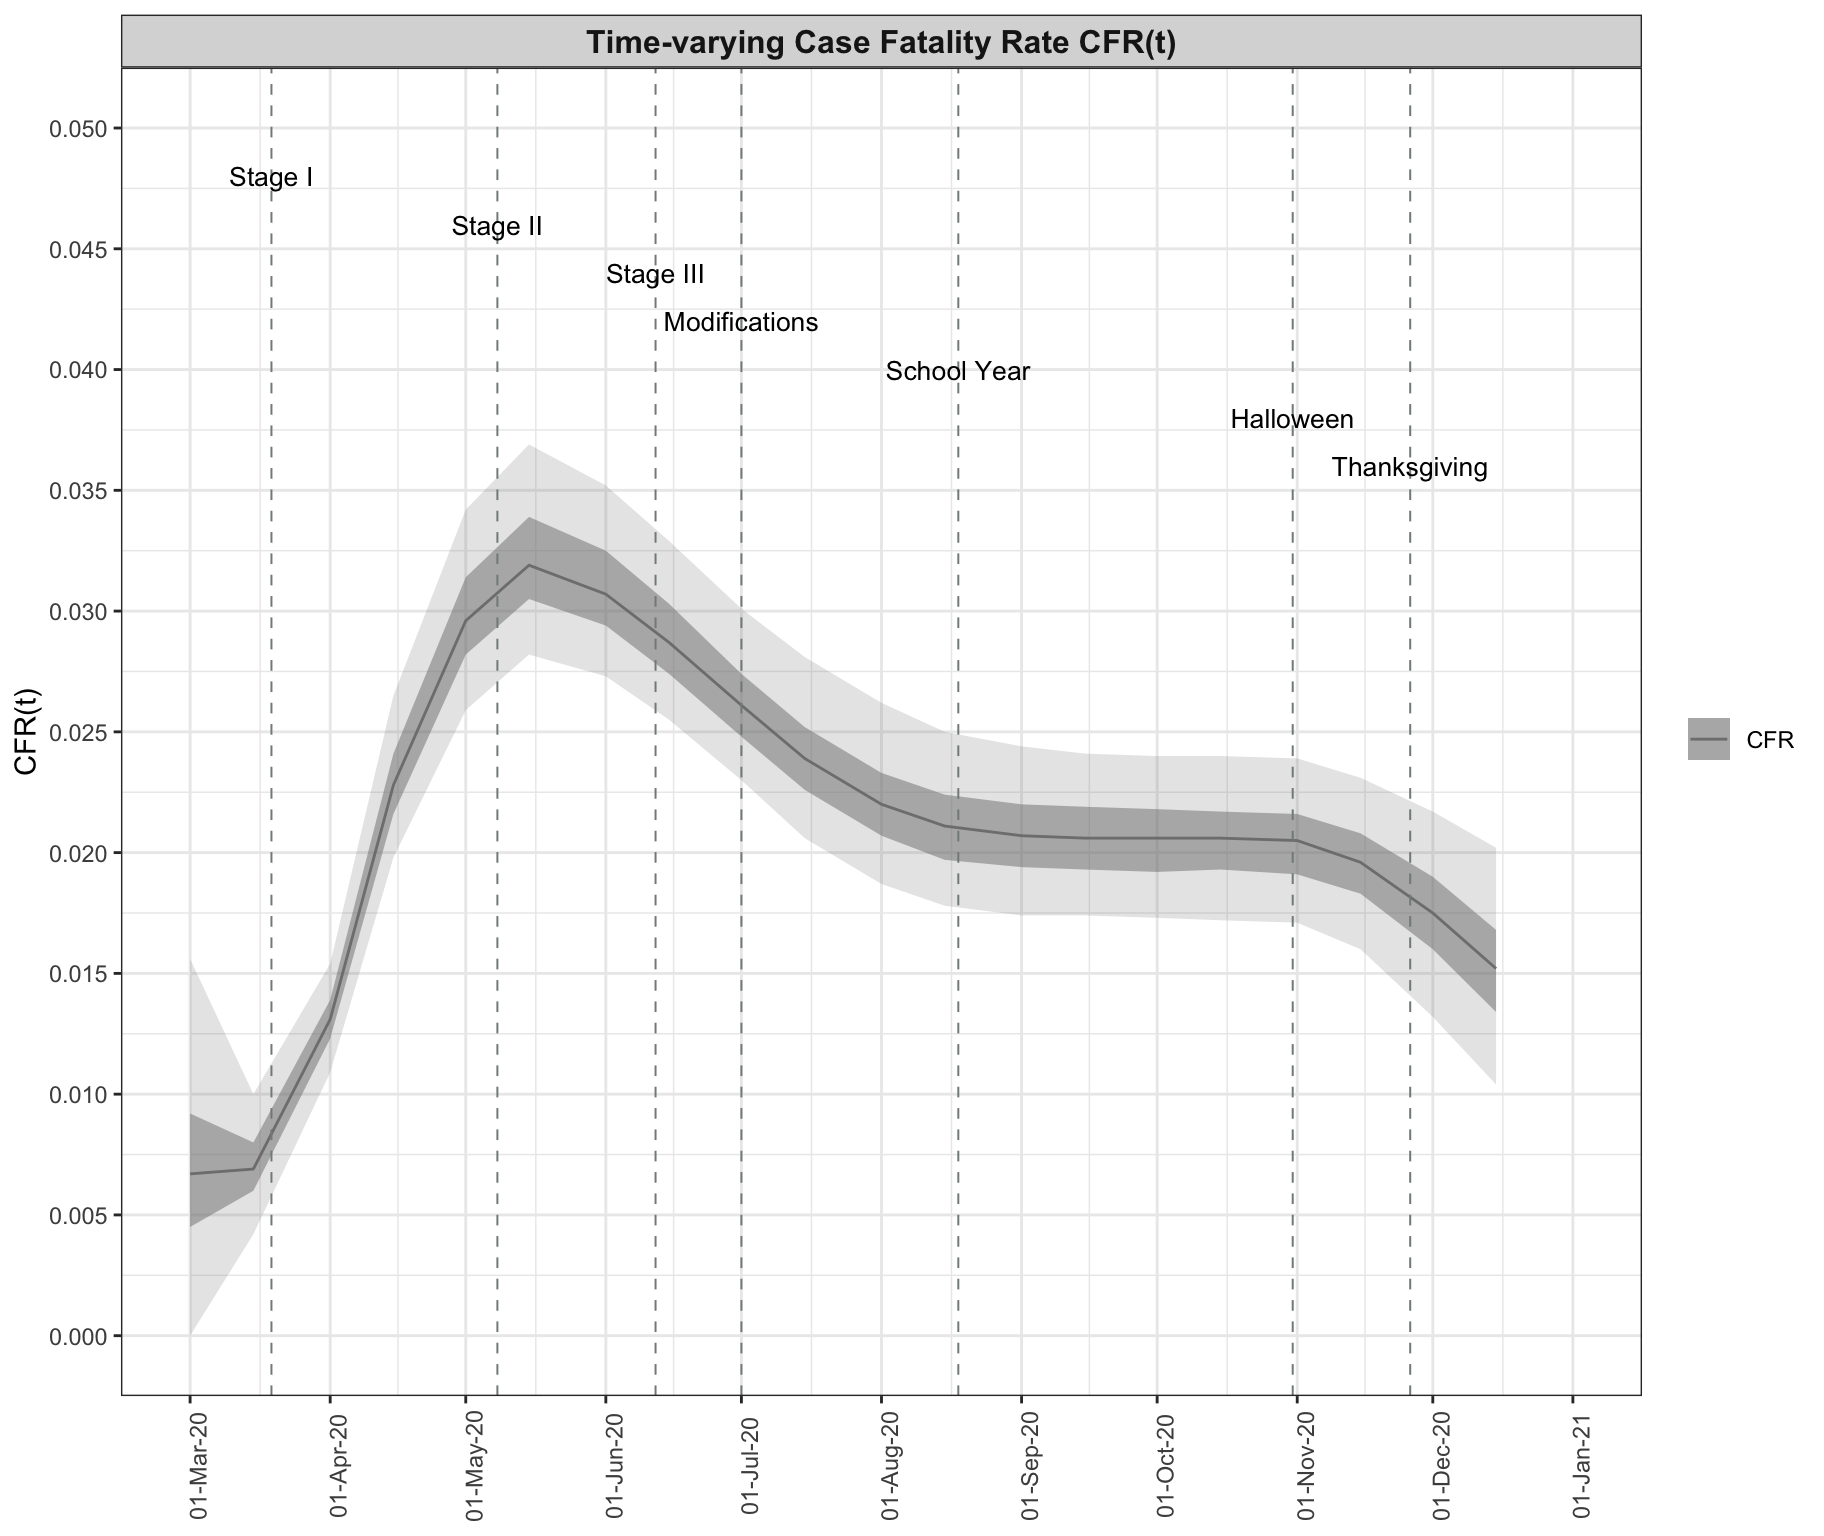 Time-varying Case Fatality Rate CFR(t)
0.050
Stage I
Stage II
0.045
Stage III
Modifications
0.040
School Year
Halloween
Thanksgiving
0.035
0.030
0.025
CFR(t)
CFR
0.020
0.015
0.010
0.005
0.000
01-Mar-20
01-Apr-20
01-May-20
01-Jun-20
01-Jul-20
01-Aug-20
01-Sep-20
01-Oct-20
01-Nov-20
01-Dec-20
01-Jan-21